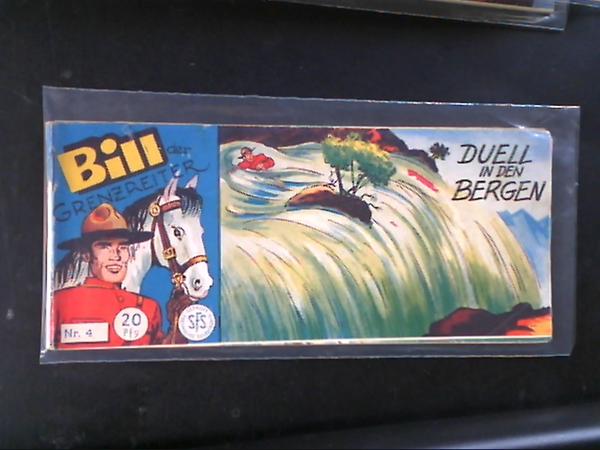 Bill der
GRENZREITER
Nr. 4
20
Pfg
SFS
DUELL
IN DEN
BERGEN